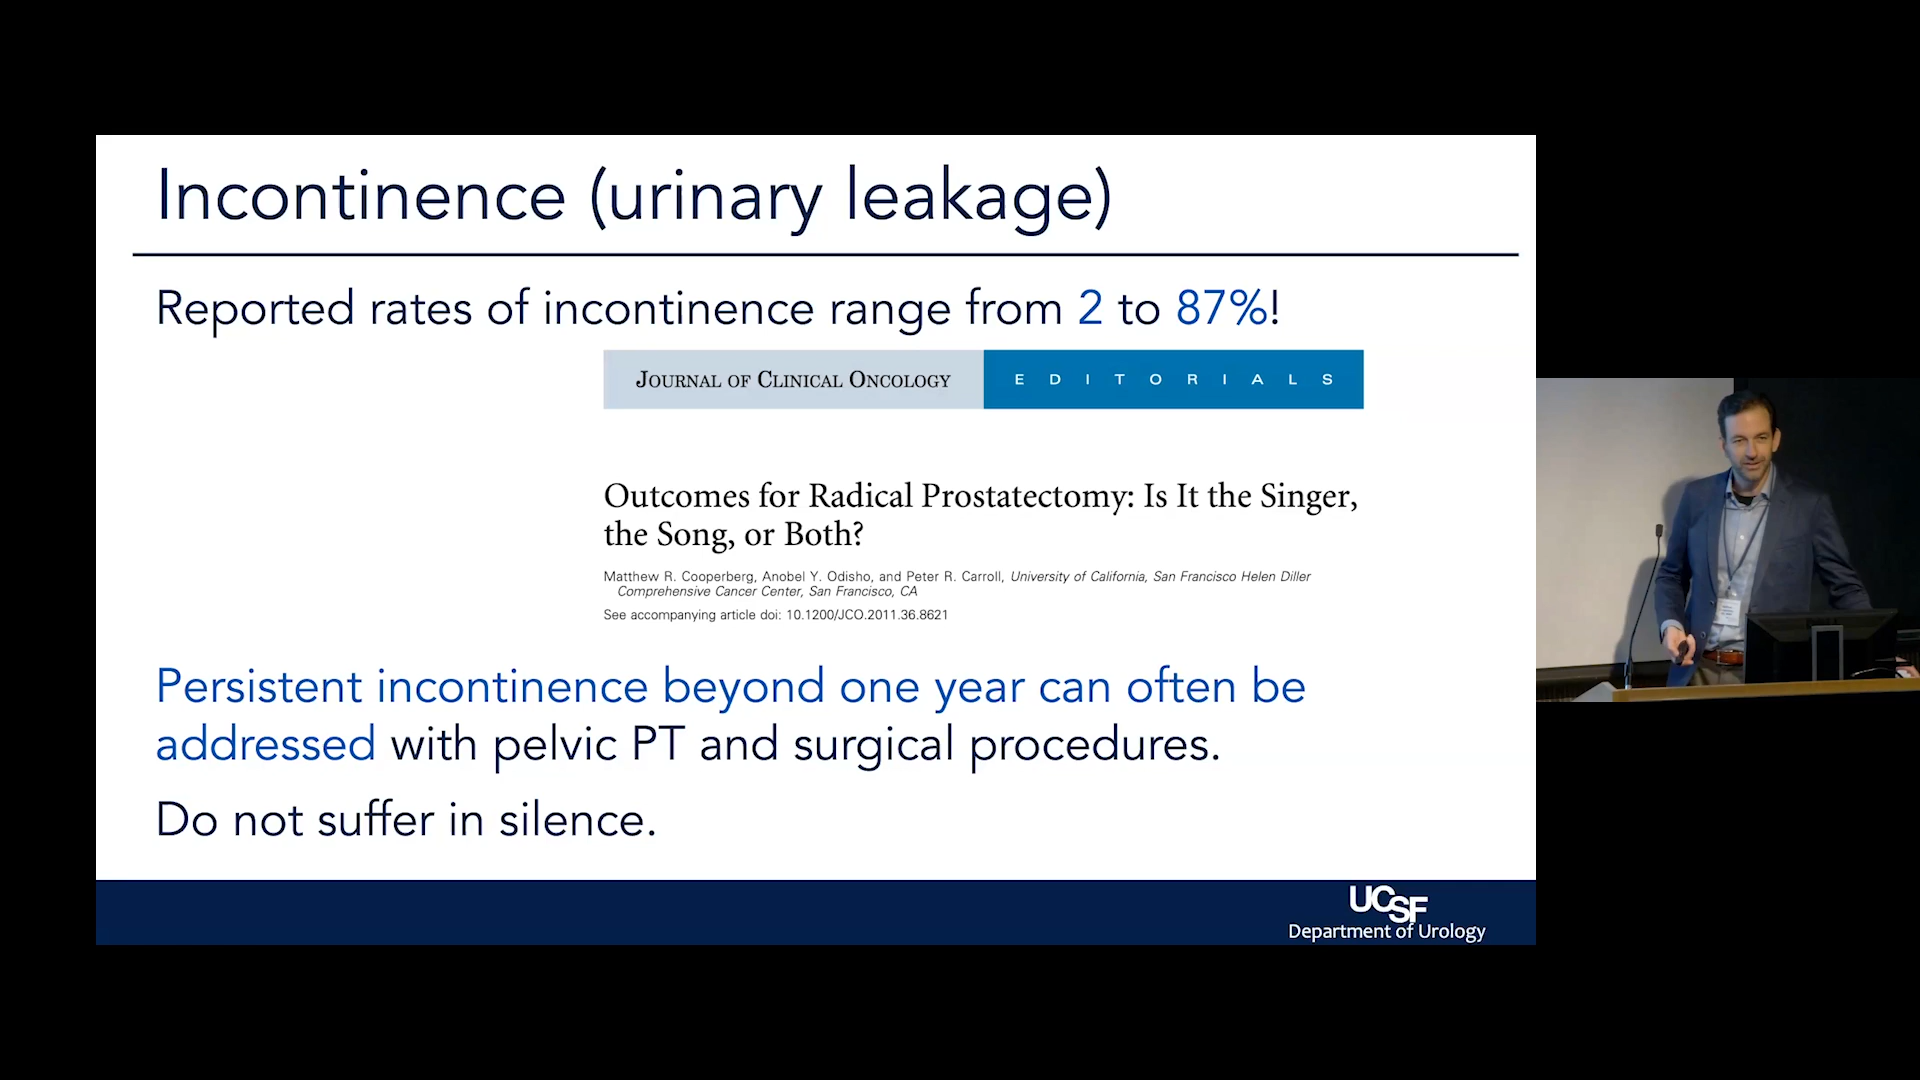 Incontinence (urinary leakage)
Reported rates of incontinence range from 2 to 87%!
JOURNAL OF CLINICAL ONCOLOGY
EDITORIALS
Outcomes for Radical Prostatectomy: Is It the Singer,
the Song, or Both?
Matthew R. Cooperberg, Anobel Y. Odisho, and Peter R. Carroll, University of California, San Francisco Helen Diller
Comprehensive Cancer Center, San Francisco, CA
See accompanying article doi: 10.1200/JCO.2011.36.8621
Persistent incontinence beyond one year can often be
addressed with pelvic PT and surgical procedures.
Do not suffer in silence.
UCSF
Department of Urology